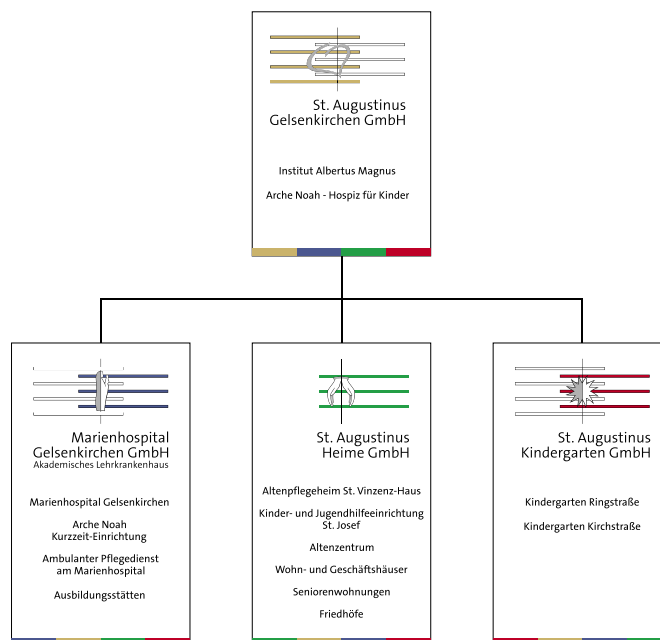 St. Augustinus
Gelsenkirchen GmbH
Institut Albertus Magnus
Arche Noah - Hospiz für Kinder
Marienhospital
Gelsenkirchen GmbH
Akademisches Lehrkrankenhaus
Marienhospital Gelsenkirchen
Arche Noah
Kurzzeit-Einrichtung
Ambulanter Pflegedienst
am Marienhospital
Ausbildungsstätten
St. Augustinus
Heime GmbH
Altenpflegeheim St. Vinzenz-Haus
Kinder- und Jugendhilfeeinrichtung
St. Josef
Altenzentrum
Wohn- und Geschäftshäuser
Seniorenwohnungen
Friedhöfe
St. Augustinus
Kindergarten GmbH
Kindergarten Ringstraße
Kindergarten Kirchstraße